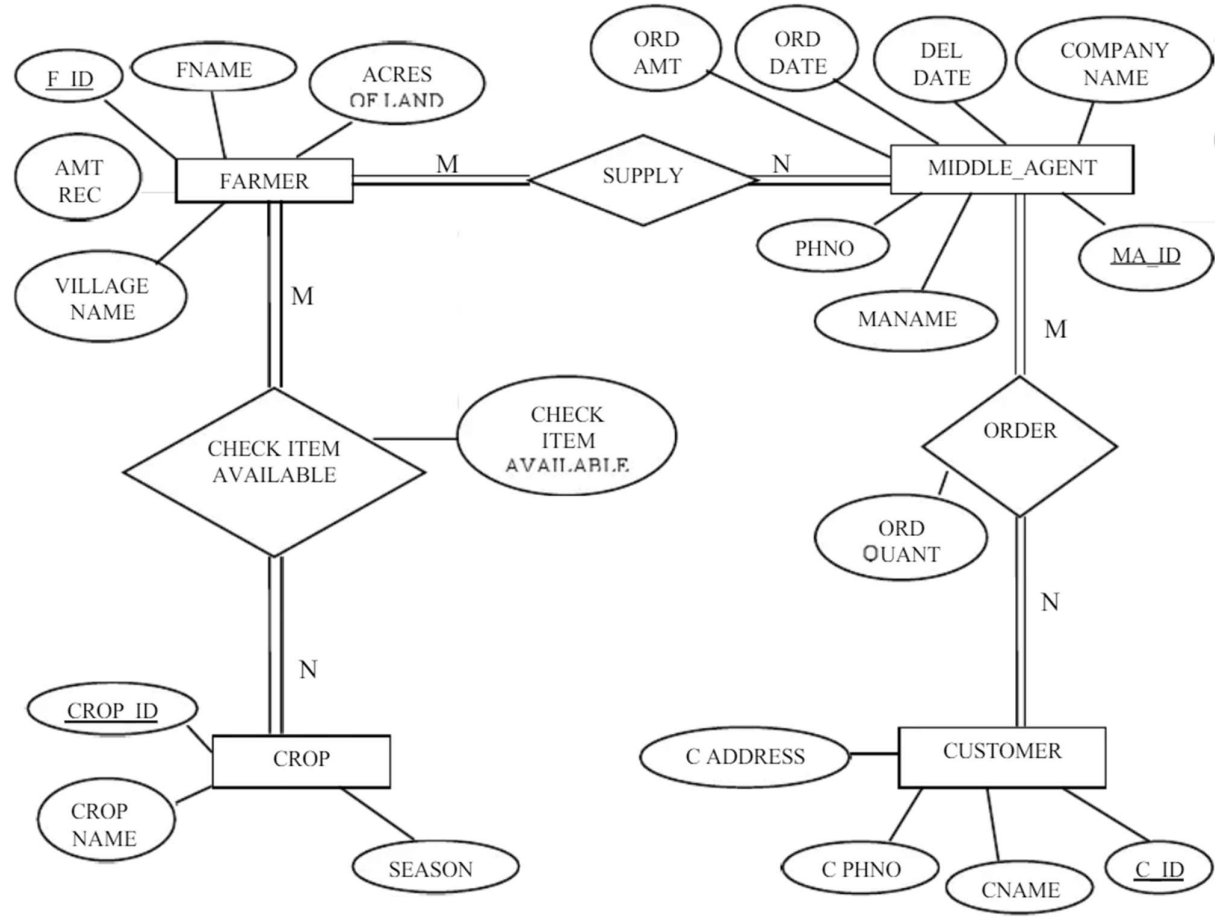 F_ID
FNAME
ACRES
OF LAND
ORD
AMT
ORD
DATE
DEL
DATE
COMPANY
NAME
AMT
REC
FARMER
M
SUPPLY
N
MIDDLE_AGENT
VILLAGE
NAME
M
PHNO
MANAME
MA_ID
M
CHECK ITEM
AVAILABLE
CHECK
ITEM
AVAILABLE
ORDER
ORD
QUANT
N
N
CROP_ID
CROP
CROP
NAME
SEASON
C ADDRESS
CUSTOMER
C PHNO
CNAME
C_ID